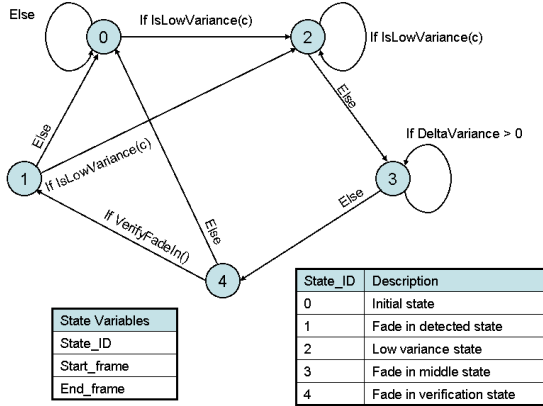 Else
If IsLowVariance(c)
0
2
If IsLowVariance(c)
Else
Else
If DeltaVariance > 0
If IsLowVariance(c)
1
3
Else
If VerifyFadeIn()
Else
4
State Variables
State_ID
Start_frame
End_frame
State_ID Description
0 Initial state
1 Fade in detected state
2 Low variance state
3 Fade in middle state
4 Fade in verification state